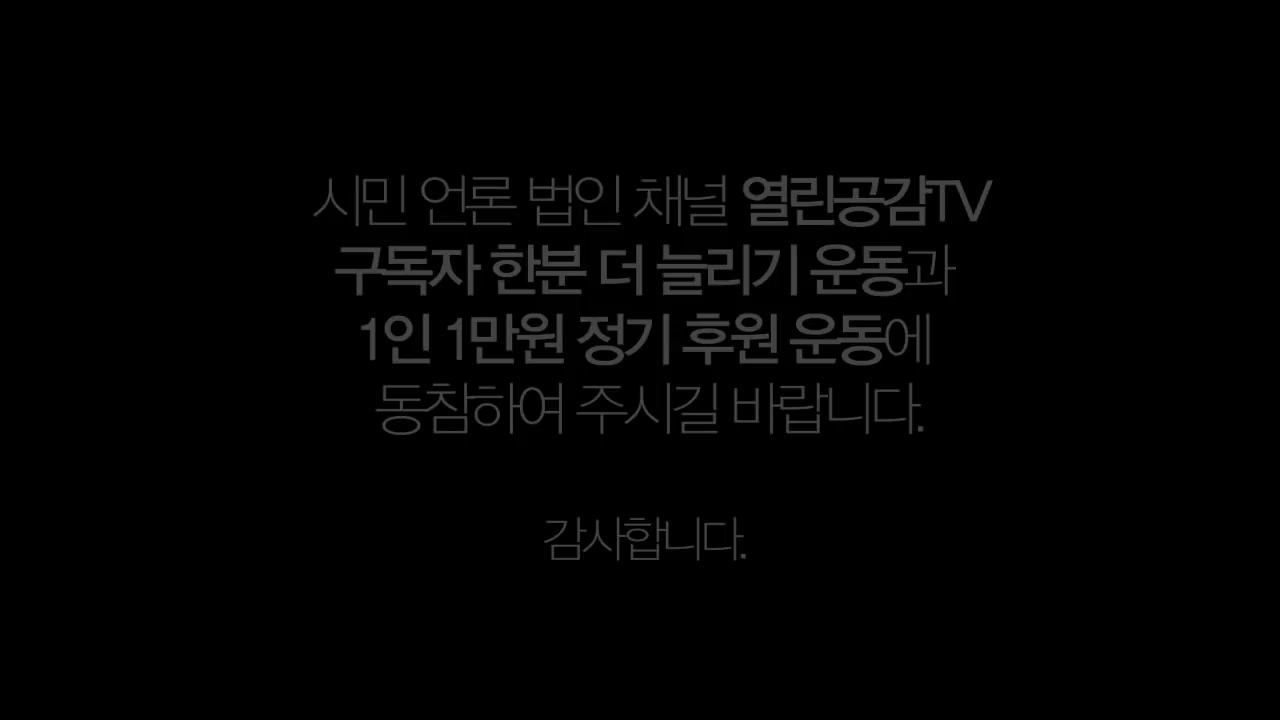 시민 언론 법인 채널 열린공감TV
구독자 한분 더 늘리기 운동과
1인 1만원 정기 후원 운동에
동참하여 주시길 바랍니다.
감사합니다.